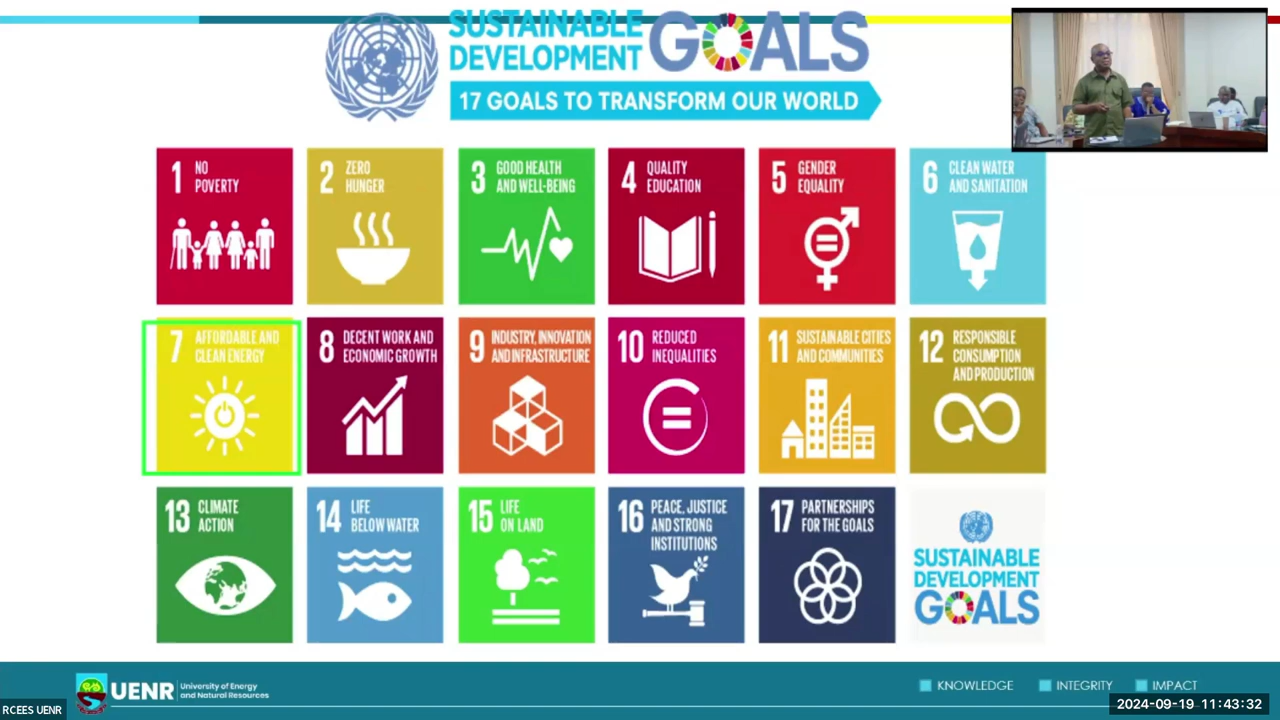 SUSTAINABLE
DEVELOPMENT
GOALS
17 GOALS TO TRANSFORM OUR WORLD
1 NO
POVERTY
2 ZERO
HUNGER
3 GOOD HEALTH
AND WELL-BEING
4 QUALITY
EDUCATION
5 GENDER
EQUALITY
6 CLEAN WATER
AND SANITATION
7 AFFORDABLE AND
CLEAN ENERGY
8 DECENT WORK AND
ECONOMIC GROWTH
9 INDUSTRY, INNOVATION
AND INFRASTRUCTURE
10 REDUCED
INEQUALITIES
11 SUSTAINABLE CITIES
AND COMMUNITIES
12 RESPONSIBLE
CONSUMPTION
AND PRODUCTION
13 CLIMATE
ACTION
14 LIFE
BELOW WATER
15 LIFE
ON LAND
16 PEACE, JUSTICE
AND STRONG
INSTITUTIONS
17 PARTNERSHIPS
FOR THE GOALS
SUSTAINABLE
DEVELOPMENT
GOALS
UENR
University of Energy
and Natural Resources
KNOWLEDGE INTEGRITY IMPACT
RCEES UENR
2024-09-19 11:43:32